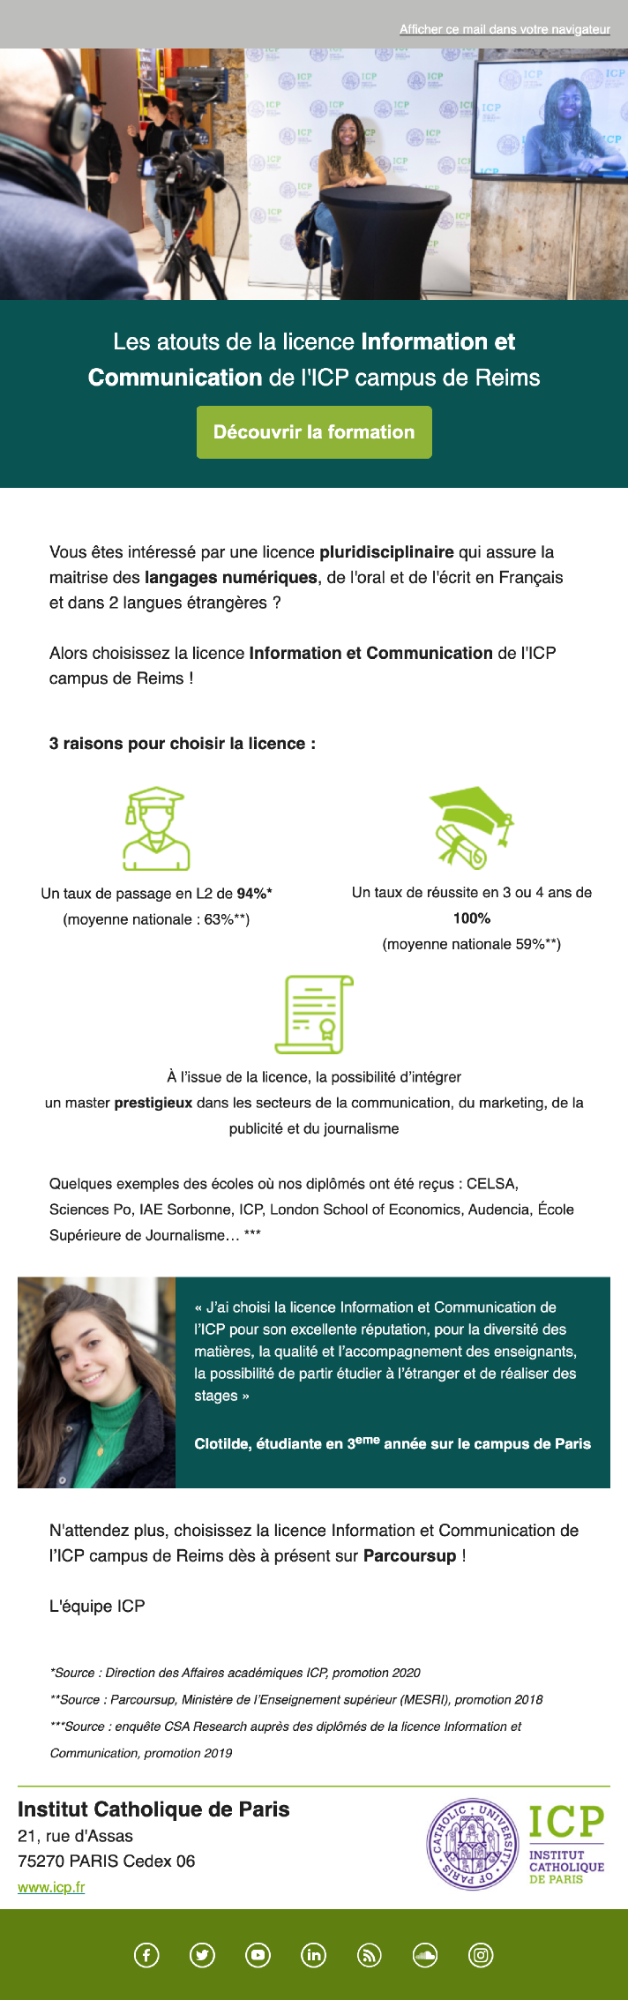 Afficher ce mail dans votre navigateur
ICP
ICP
Les atouts de la licence Information et
Communication de l'ICP campus de Reims
Découvrir la formation
Vous êtes intéressé par une licence pluridisciplinaire qui assure la
maitrise des langages numériques, de l'oral et de l'écrit en Français
et dans 2 langues étrangères ?
Alors choisissez la licence Information et Communication de l'ICP
campus de Reims !
3 raisons pour choisir la licence :
Un taux de passage en L2 de 94%*
(moyenne nationale : 63%**)
Un taux de réussite en 3 ou 4 ans de
100%
(moyenne nationale 59%**)
À l'issue de la licence, la possibilité d'intégrer
un master prestigieux dans les secteurs de la communication, du marketing, de la
publicité et du journalisme
Quelques exemples des écoles où nos diplômés ont été reçus : CELSA,
Sciences Po, IAE Sorbonne, ICP, London School of Economics, Audencia, École
Supérieure de Journalisme… ***
« J'ai choisi la licence Information et Communication de
l'ICP pour son excellente réputation, pour la diversité des
matières, la qualité et l'accompagnement des enseignants,
la possibilité de partir étudier à l'étranger et de réaliser des
stages »
Clotilde, étudiante en 3eme année sur le campus de Paris
N'attendez plus, choisissez la licence Information et Communication de
l'ICP campus de Reims dès à présent sur Parcoursup !
L'équipe ICP
*Source : Direction des Affaires académiques ICP, promotion 2020
**Source : Parcoursup, Ministère de l'Enseignement supérieur (MESRI), promotion 2018
***Source : enquête CSA Research auprès des diplômés de la licence Information et
Communication, promotion 2019
Institut Catholique de Paris
21, rue d'Assas
75270 PARIS Cedex 06
www.icp.fr
CATHOLIC UNIVERSITY OF PARIS
ICP
INSTITUT
CATHOLIQUE
DE PARIS